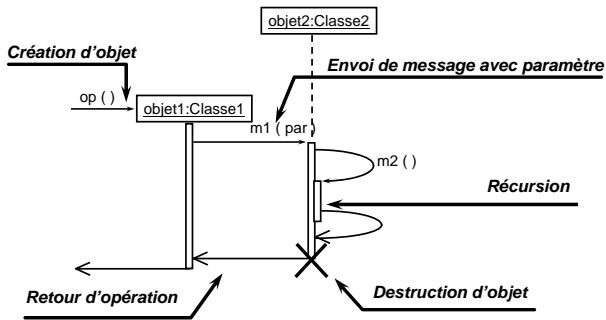 objet2:Classe2
Création d'objet
Envoi de message avec paramètre
op ( )
objet1:Classe1
m1 ( par )
m2 ( )
Récursion
Retour d'opération
Destruction d'objet